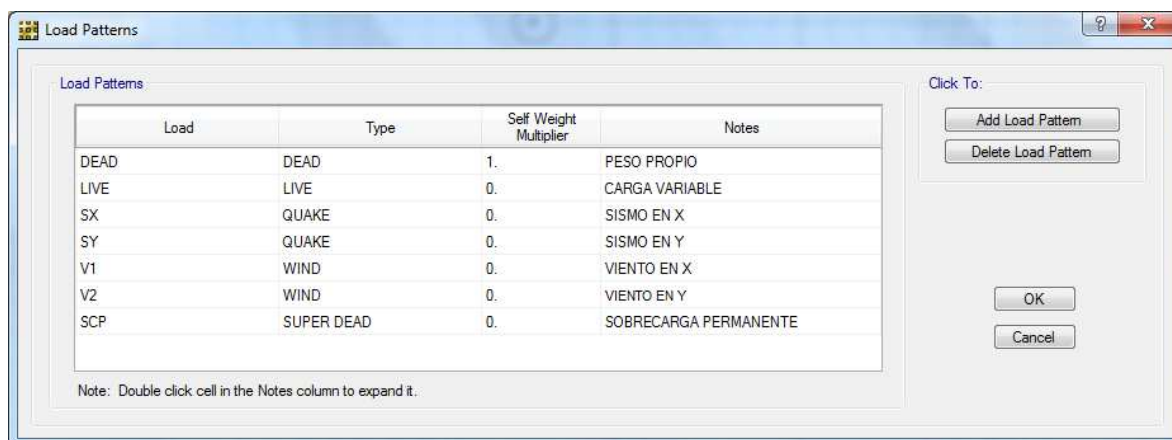 Load Patterns
Load Patterns
Click To:
Load Type Self Weight Multiplier Notes
Add Load Pattern
Delete Load Pattern
DEAD DEAD 1. PESO PROPIO
LIVE LIVE 0. CARGA VARIABLE
SX QUAKE 0. SISMO EN X
SY QUAKE 0. SISMO EN Y
V1 WIND 0. VIENTO EN X
V2 WIND 0. VIENTO EN Y
SCP SUPER DEAD 0. SOBRECARGA PERMANENTE
OK
Cancel
Note: Double click cell in the Notes column to expand it.